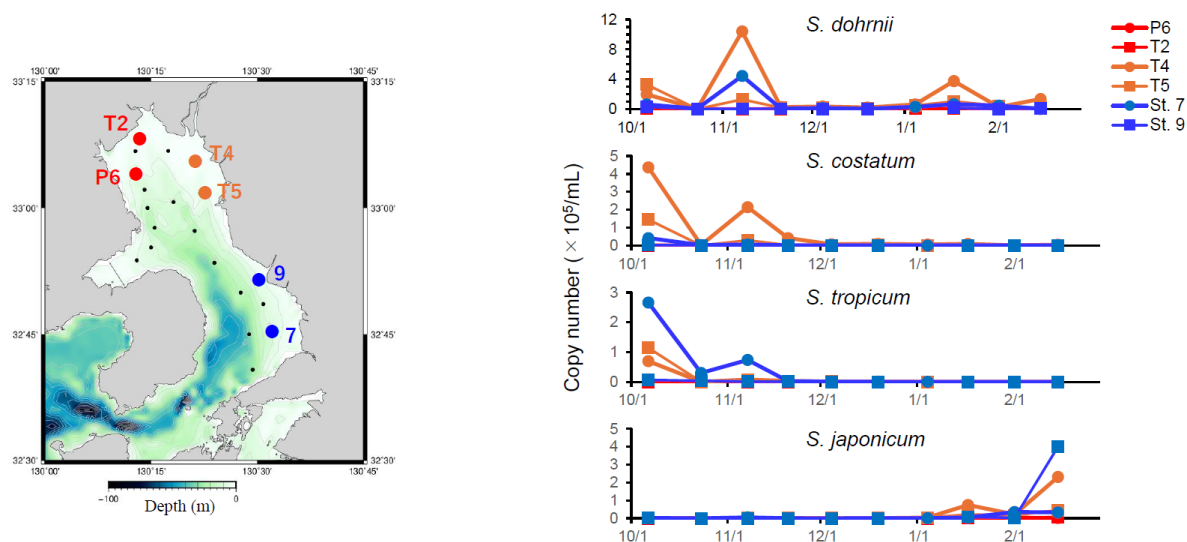 130°00' 130°15' 130°30' 130°45'
33°15' 33°15'
T2
T4
P6
T5
33°00' 33°00'
9
7
32°45' 32°45'
32°30' 32°30'
130°00' 130°15' 130°30' 130°45'
-100 0
Depth (m)
Copy number ( × 10⁵/mL)
S. dohrnii
12
8
4
0
10/1 11/1 12/1 1/1 2/1
S. costatum
5
4
3
2
1
0
10/1 11/1 12/1 1/1 2/1
S. tropicum
3
2
1
0
10/1 11/1 12/1 1/1 2/1
S. japonicum
5
4
3
2
1
0
10/1 11/1 12/1 1/1 2/1
P6
T2
T4
T5
St. 7
St. 9